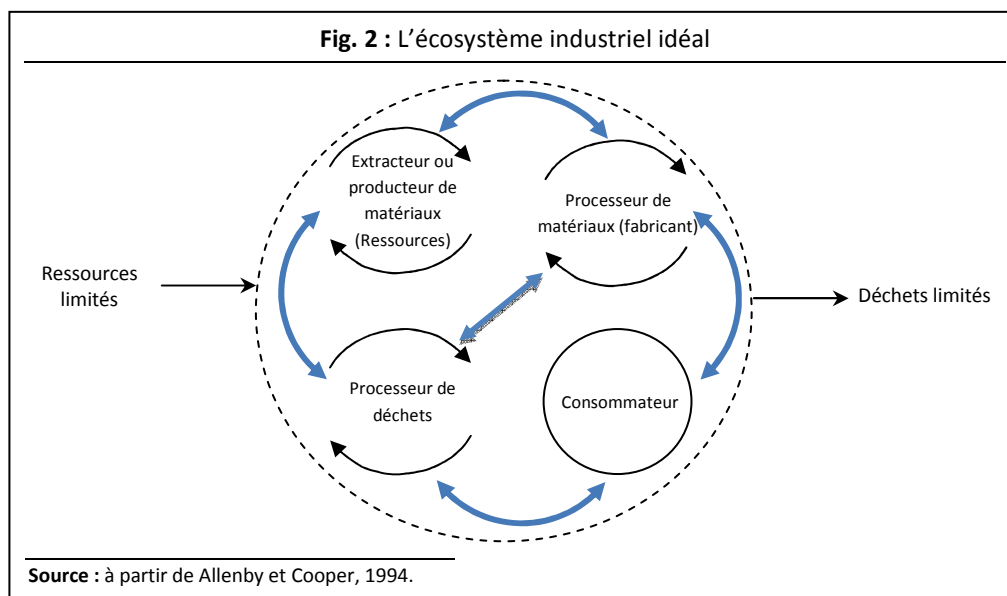 Fig. 2 : L’écosystème industriel idéal
Extracteur ou
producteur de
matériaux
(Ressources)
Processeur de
matériaux (fabricant)
Ressources
limités
Déchets limités
Processeur de
déchets
Consommateur
Source : à partir de Allenby et Cooper, 1994.